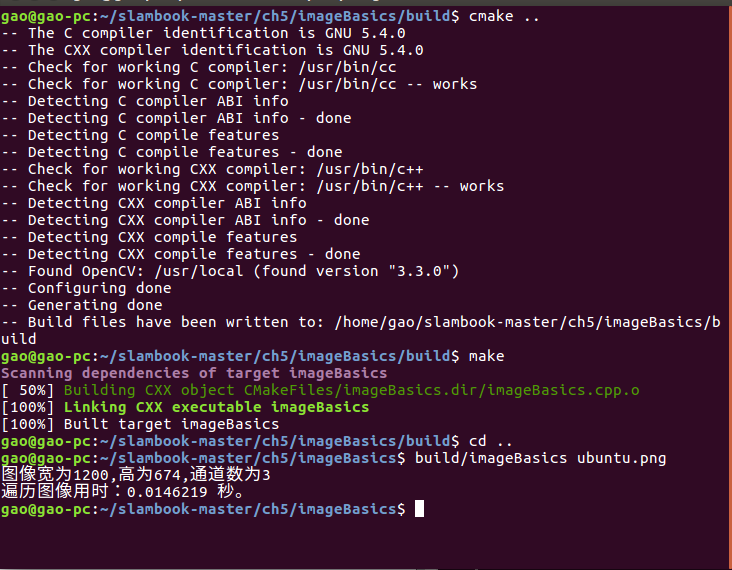 gao@gao-pc:~/slambook-master/ch5/imageBasics/build$ cmake ..
-- The C compiler identification is GNU 5.4.0
-- The CXX compiler identification is GNU 5.4.0
-- Check for working C compiler: /usr/bin/cc
-- Check for working C compiler: /usr/bin/cc -- works
-- Detecting C compiler ABI info
-- Detecting C compiler ABI info - done
-- Detecting C compile features
-- Detecting C compile features - done
-- Check for working CXX compiler: /usr/bin/c++
-- Check for working CXX compiler: /usr/bin/c++ -- works
-- Detecting CXX compiler ABI info
-- Detecting CXX compiler ABI info - done
-- Detecting CXX compile features
-- Detecting CXX compile features - done
-- Found OpenCV: /usr/local (found version "3.3.0")
-- Configuring done
-- Generating done
-- Build files have been written to: /home/gao/slambook-master/ch5/imageBasics/b
uild
gao@gao-pc:~/slambook-master/ch5/imageBasics/build$ make
Scanning dependencies of target imageBasics
[ 50%] Building CXX object CMakeFiles/imageBasics.dir/imageBasics.cpp.o
[100%] Linking CXX executable imageBasics
[100%] Built target imageBasics
gao@gao-pc:~/slambook-master/ch5/imageBasics/build$ cd ..
gao@gao-pc:~/slambook-master/ch5/imageBasics$ build/imageBasics ubuntu.png
图像宽为1200,高为674,通道数为3
遍历图像用时：0.0146219 秒。
gao@gao-pc:~/slambook-master/ch5/imageBasics$